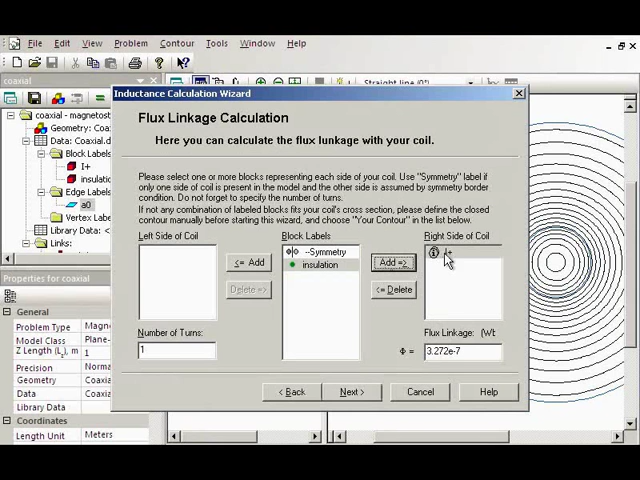 File Edit View Problem Contour Tools Window Help
coaxial
Straight line (0°)
coaxial - magnetost
Geometry: Coa
Data: Coaxial.d
Block Labels
I+
insulati
Edge Labels
a0
Vertex Label
Library Data:
Links:
Properties for coaxial
General
Problem Type Magn
Model Class Plane-
Z Length (Lz), m 1
Precision Norma
Geometry Coaxi
Data Coaxi
Library Data
Coordinates
Length Unit Meters
Inductance Calculation Wizard
Flux Linkage Calculation
Here you can calculate the flux lunkage with your coil.
Please select one or more blocks representing each side of your coil. Use "Symmetry" label if
only one side of coil is present in the model and the other side is assumed by symmetry border
condition. Do not forget to specify the number of turns.
If not any combination of labeled blocks fits your coil's cross section, please define the closed
contour manually before starting this wizard, and choose "Your Contour" in the list below.
Left Side of Coil Block Labels Right Side of Coil
--Symmetry I+
<= Add insulation Add =>
Delete => <= Delete
Number of Turns: Flux Linkage: (Wb
1 Φ = 3.272e-7
< Back Next > Cancel Help